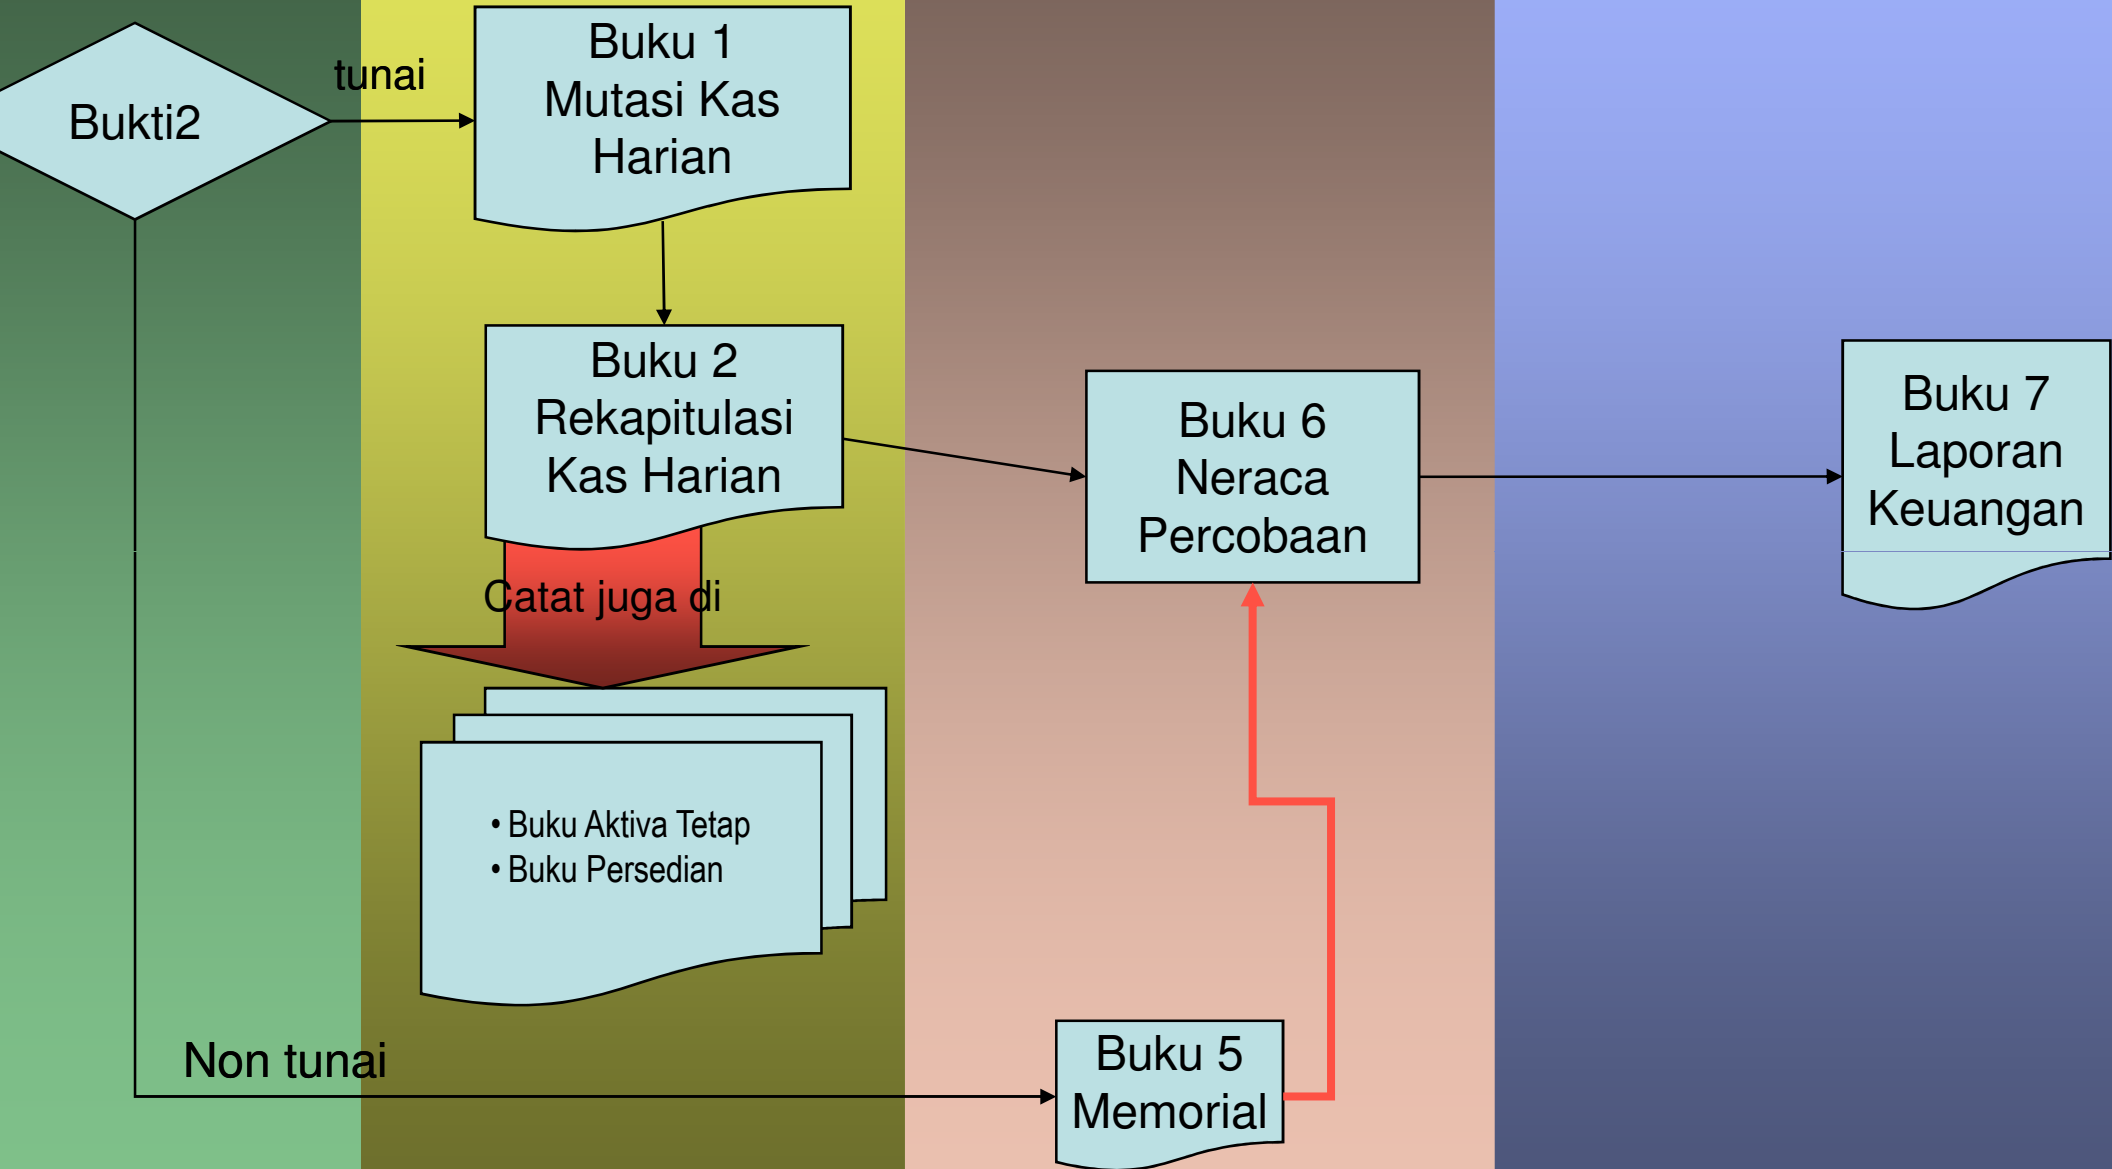 Bukti2
tunai
Buku 1
Mutasi Kas
Harian
Buku 2
Rekapitulasi
Kas Harian
Catat juga di
• Buku Aktiva Tetap
• Buku Persedian
Non tunai
Buku 5
Memorial
Buku 6
Neraca
Percobaan
Buku 7
Laporan
Keuangan